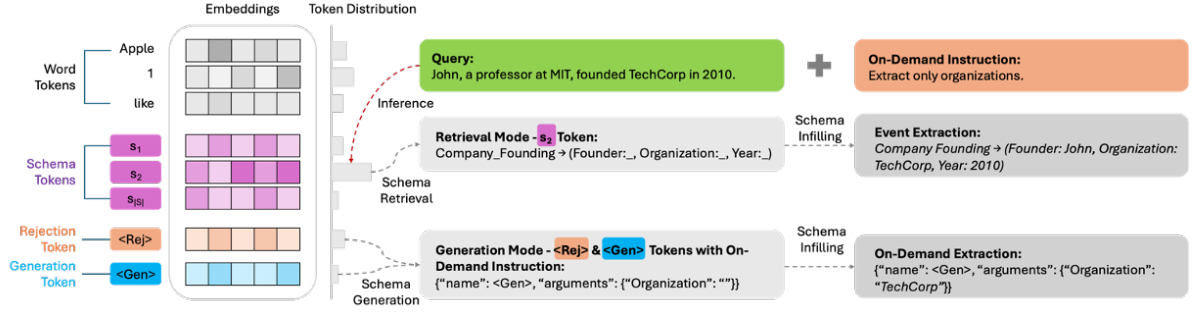 Embeddings
Token Distribution
Word
Tokens
Apple
1
like
Schema
Tokens
s1
s2
s|S|
Rejection
Token
<Rej>
Generation
Token
<Gen>
Query:
John, a professor at MIT, founded TechCorp in 2010.
On-Demand Instruction:
Extract only organizations.
Inference
Retrieval Mode - s2 Token:
Company_Founding → (Founder:_, Organization:_, Year:_)
Schema
Retrieval
Schema
Infilling
Event Extraction:
Company Founding → (Founder: John, Organization:
TechCorp, Year: 2010)
Generation Mode - <Rej> & <Gen> Tokens with On-
Demand Instruction:
{“name”: <Gen>, “arguments”: {“Organization”: “”}}
Schema
Generation
Schema
Infilling
On-Demand Extraction:
{“name”: <Gen>, “arguments”: {“Organization”:
“TechCorp”}}